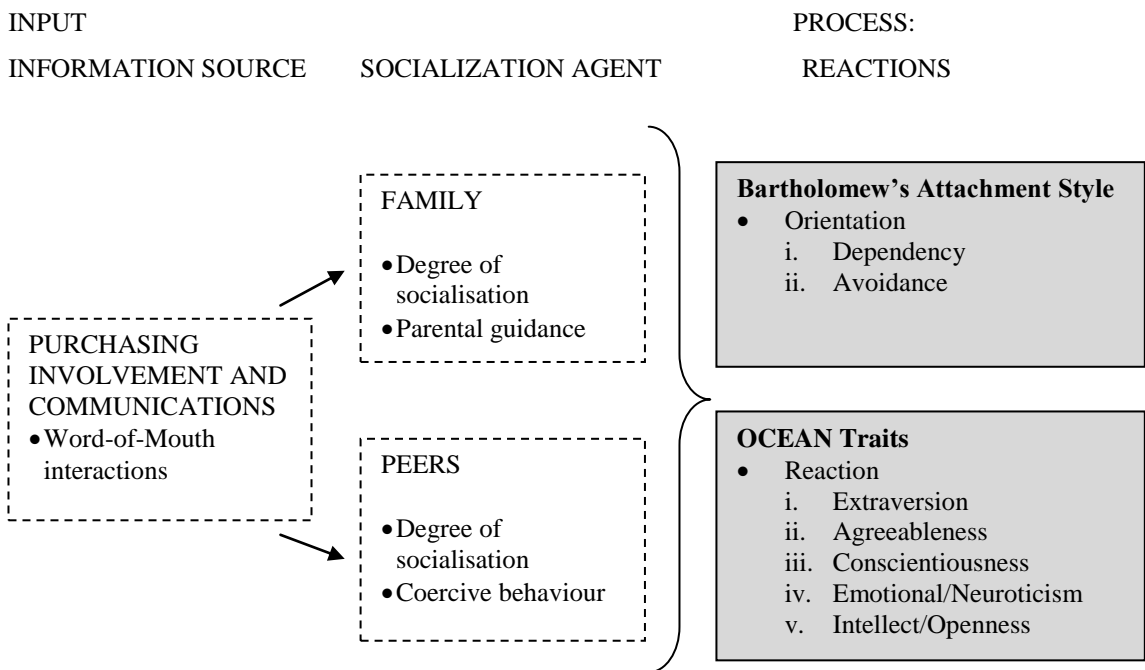 INPUT
PROCESS:
INFORMATION SOURCE
SOCIALIZATION AGENT
REACTIONS
PURCHASING
INVOLVEMENT AND
COMMUNICATIONS
• Word-of-Mouth
interactions
FAMILY
• Degree of
socialisation
• Parental guidance
PEERS
• Degree of
socialisation
• Coercive behaviour
Bartholomew’s Attachment Style
• Orientation
i. Dependency
ii. Avoidance
OCEAN Traits
• Reaction
i. Extraversion
ii. Agreeableness
iii. Conscientiousness
iv. Emotional/Neuroticism
v. Intellect/Openness